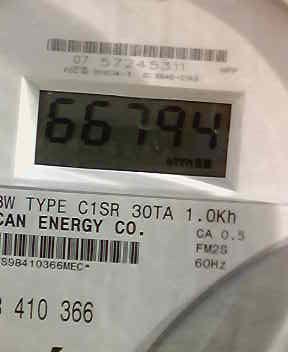 07 57245311
66794
3W TYPE C1SR 30TA 1.0Kh
CAN ENERGY CO.
CA 0.5
FM2S
60Hz
S98410366MEC*
410 366